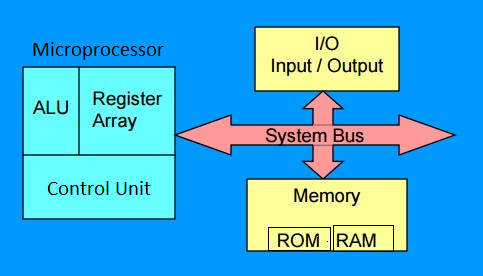 Microprocessor
ALU
Register
Array
Control Unit
I/O
Input / Output
System Bus
Memory
ROM
RAM